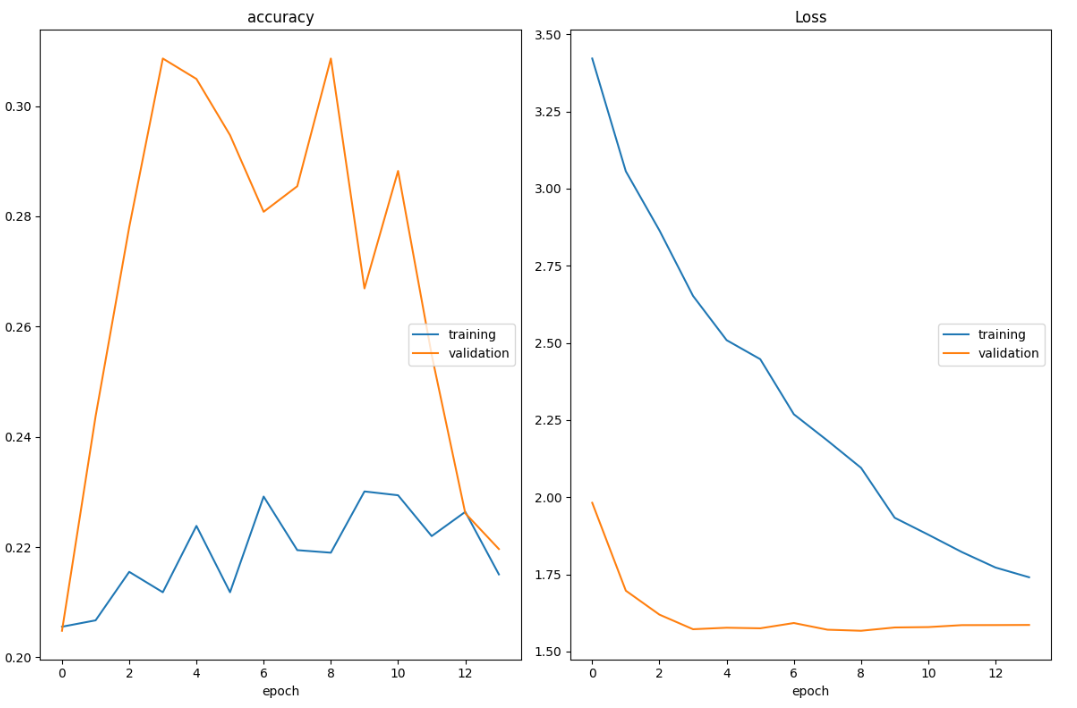 accuracy
0.30
0.28
0.26
0.24
0.22
0.20
0 2 4 6 8 10 12
epoch
training
validation
Loss
3.50
3.25
3.00
2.75
2.50
2.25
2.00
1.75
1.50
0 2 4 6 8 10 12
epoch
training
validation